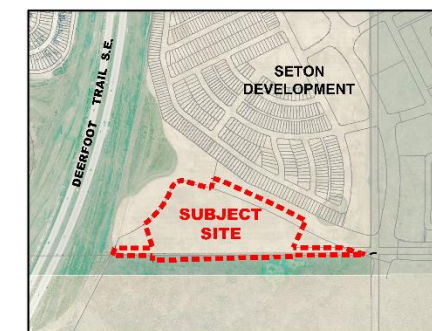 SETON
DEVELOPMENT
DEERFOOT TRAIL S.E.
SUBJECT
SITE